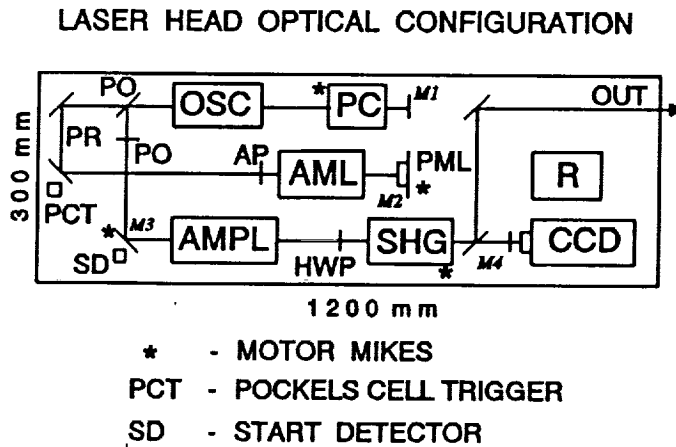 LASER HEAD OPTICAL CONFIGURATION
PO
OSC
* PC
M1
OUT
PR
PO
AP
AML
PML
*
M2
R
300 mm
PCT
* M3
SD
AMPL
HWP
SHG
*
M4
CCD
1200 mm
* - MOTOR MIKES
PCT - POCKELS CELL TRIGGER
SD - START DETECTOR